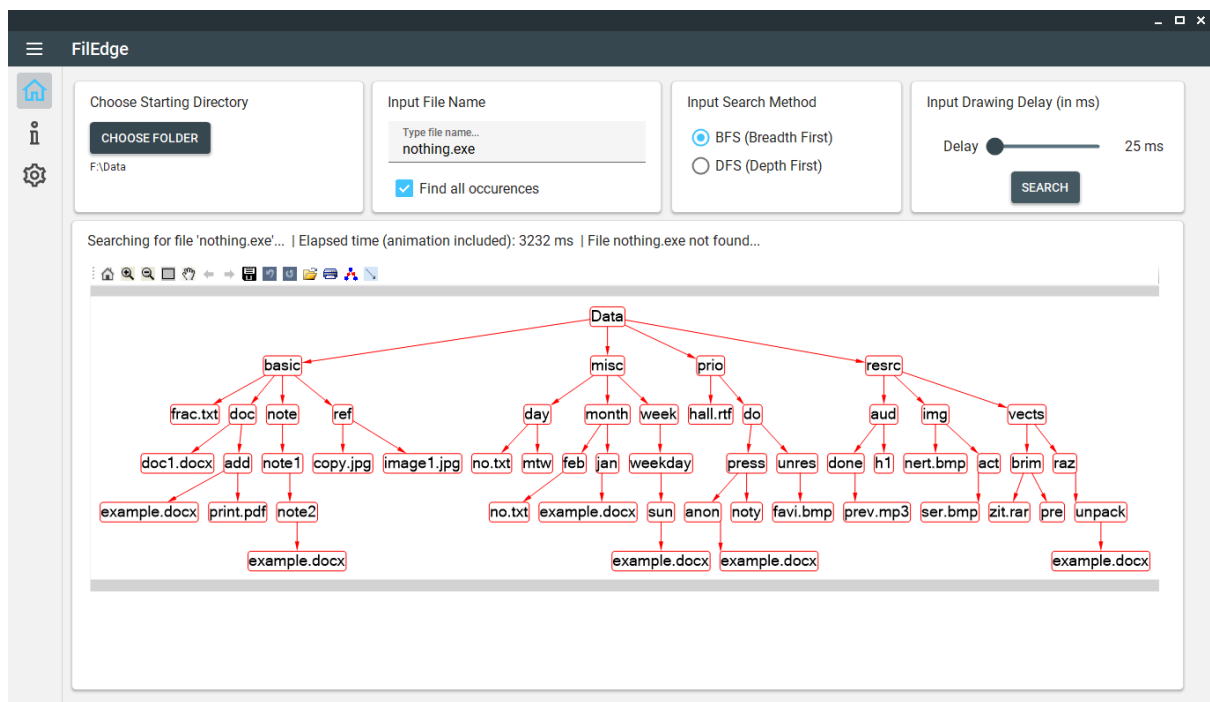 FilEdge
Choose Starting Directory
CHOOSE FOLDER
F:\Data
Input File Name
Type file name...
nothing.exe
Find all occurences
Input Search Method
BFS (Breadth First)
DFS (Depth First)
Input Drawing Delay (in ms)
Delay 25 ms
SEARCH
Searching for file 'nothing.exe'... | Elapsed time (animation included): 3232 ms | File nothing.exe not found...
Data
basic misc prio resrc
frac.txt doc note ref day month week hall.rtf do aud img vects
doc1.docx add note1 copy.jpg image1.jpg no.txt mtw feb jan weekday press unres done h1 nert.bmp act brim raz
example.docx print.pdf note2 no.txt example.docx sun anon noty favi.bmp prev.mp3 ser.bmp zit.rar pre unpack
example.docx example.docx example.docx example.docx